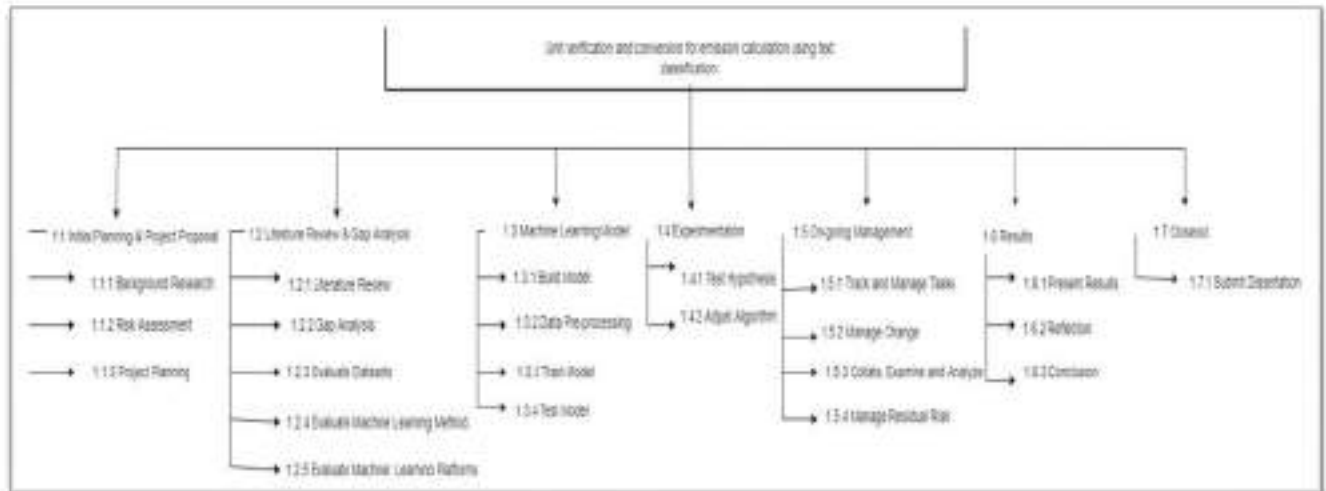 Unit verification and conversion for emission calculation using text
classification
1.1 Initial Planning & Project Proposal
1.1.1 Background Research
1.1.2 Risk Assessment
1.1.3 Project Planning
1.2 Literature Review & Gap Analysis
1.2.1 Literature Review
1.2.2 Gap Analysis
1.2.3 Evaluate Datasets
1.2.4 Evaluate Machine Learning Method
1.2.5 Evaluate Machine Learning Platforms
1.3 Machine Learning Model
1.3.1 Build Model
1.3.2 Data Pre-processing
1.3.3 Train Model
1.3.4 Test Model
1.4 Experimentation
1.4.1 Test Hypothesis
1.4.2 Adjust Algorithm
1.5 On-going Management
1.5.1 Track and Manage Tasks
1.5.2 Manage Change
1.5.3 Collate, Examine and Analyze
1.5.4 Manage Residual Risk
1.6 Results
1.6.1 Present Results
1.6.2 Reflection
1.6.3 Conclusion
1.7 Closeout
1.7.1 Submit Dissertation